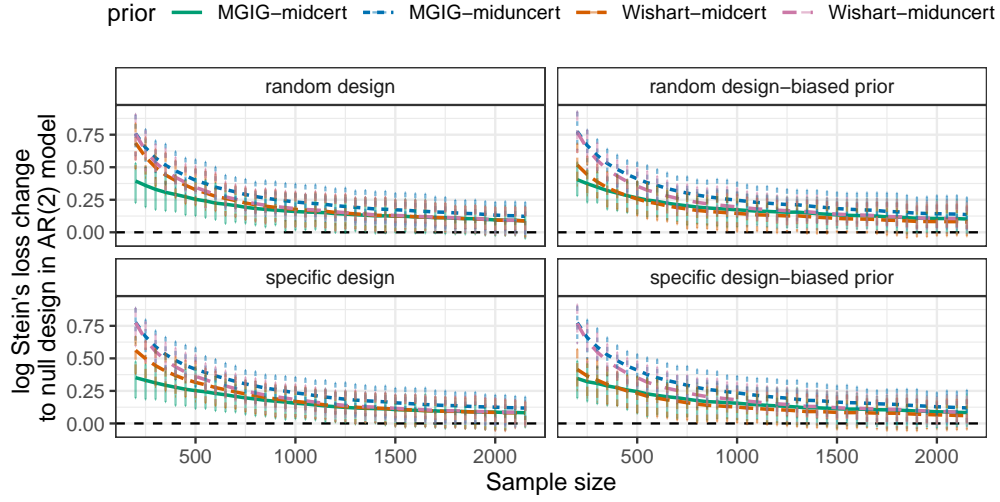 prior MGIG−midcert MGIG−miduncert Wishart−midcert Wishart−miduncert
random design
random design−biased prior
specific design
specific design−biased prior
log Stein's loss change
to null design in AR(2) model
0.75
0.50
0.25
0.00
0.75
0.50
0.25
0.00
500 1000 1500 2000
500 1000 1500 2000
Sample size